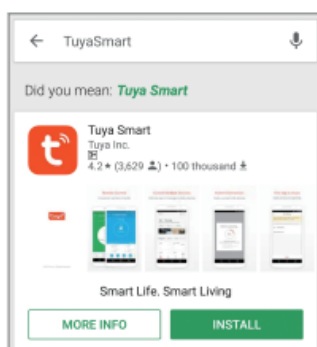 TuyaSmart
Did you mean: Tuya Smart
Tuya Smart
Tuya Inc.
4.2 ★ (3,629 👤) • 100 thousand
Smart Life. Smart Living
MORE INFO
INSTALL